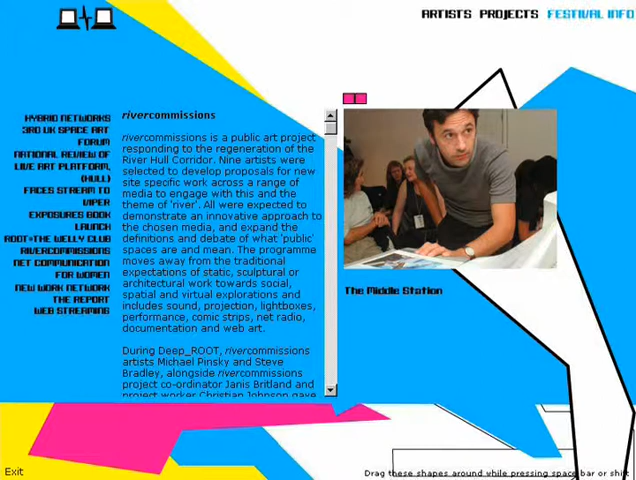 ARTISTS PROJECTS FESTIVAL INFO
HYBRID NETWORKS
3RD UK SPACE ART
FORUM
NATIONAL REVIEW OF
LIVE ART PLATFORM,
(HULL)
FACES STREAM TO
VIPER
EXPOSURES BOOK
LAUNCH
ROOT+THE WELLY CLUB
RIVERCOMMISSIONS
NET COMMUNICATION
FOR WOMEN
NEW WORK NETWORK
THE REPORT
WEB STREAMING
rivercommissions
rivercommissions is a public art project
responding to the regeneration of the
River Hull Corridor. Nine artists were
selected to develop proposals for new
site specific work across a range of
media to engage with this and the
theme of 'river'. All were expected to
demonstrate an innovative approach to
the chosen media, and expand the
definitions and debate of what 'public'
spaces are and mean. The programme
moves away from the traditional
expectations of static, sculptural or
architectural work towards social,
spatial and virtual explorations and
includes sound, projection, lightboxes,
performance, comic strips, net radio,
documentation and web art.
During Deep_ROOT, rivercommissions
artists Michael Pinsky and Steve
Bradley, alongside rivercommissions
project co-ordinator Janis Britland and
project worker Christian Johnson gave
The Middle Station
Exit
Drag these shapes around while pressing space bar or shift